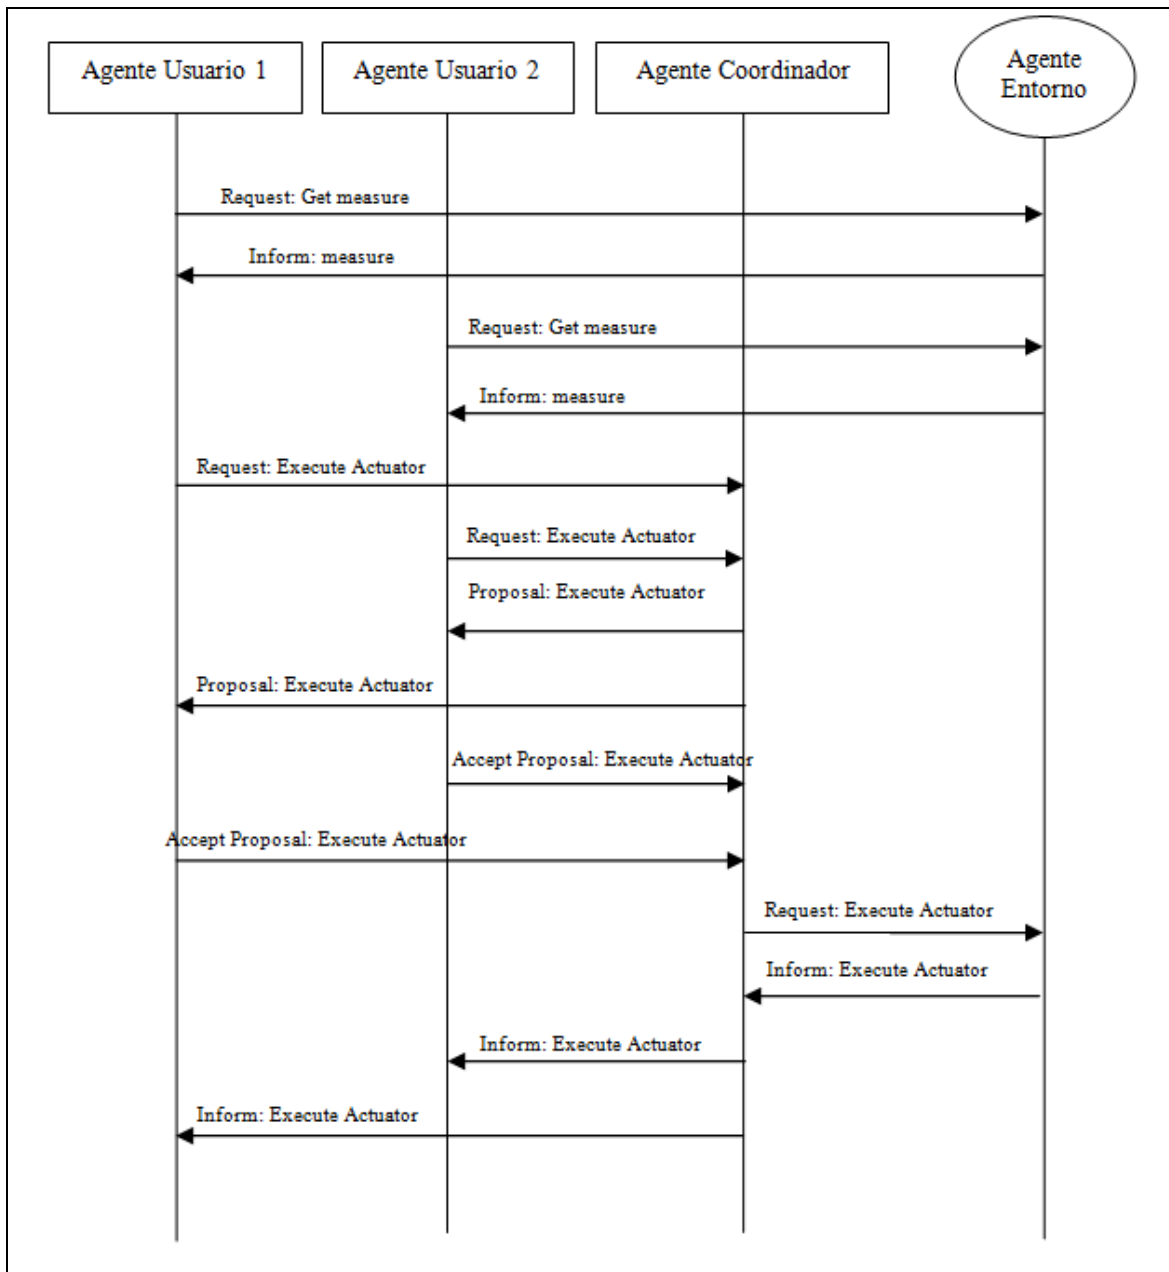 Agente Usuario 1
Agente Usuario 2
Agente Coordinador
Agente
Entorno
Request: Get measure
Inform: measure
Request: Get measure
Inform: measure
Request: Execute Actuator
Request: Execute Actuator
Proposal: Execute Actuator
Proposal: Execute Actuator
Accept Proposal: Execute Actuator
Accept Proposal: Execute Actuator
Request: Execute Actuator
Inform: Execute Actuator
Inform: Execute Actuator
Inform: Execute Actuator